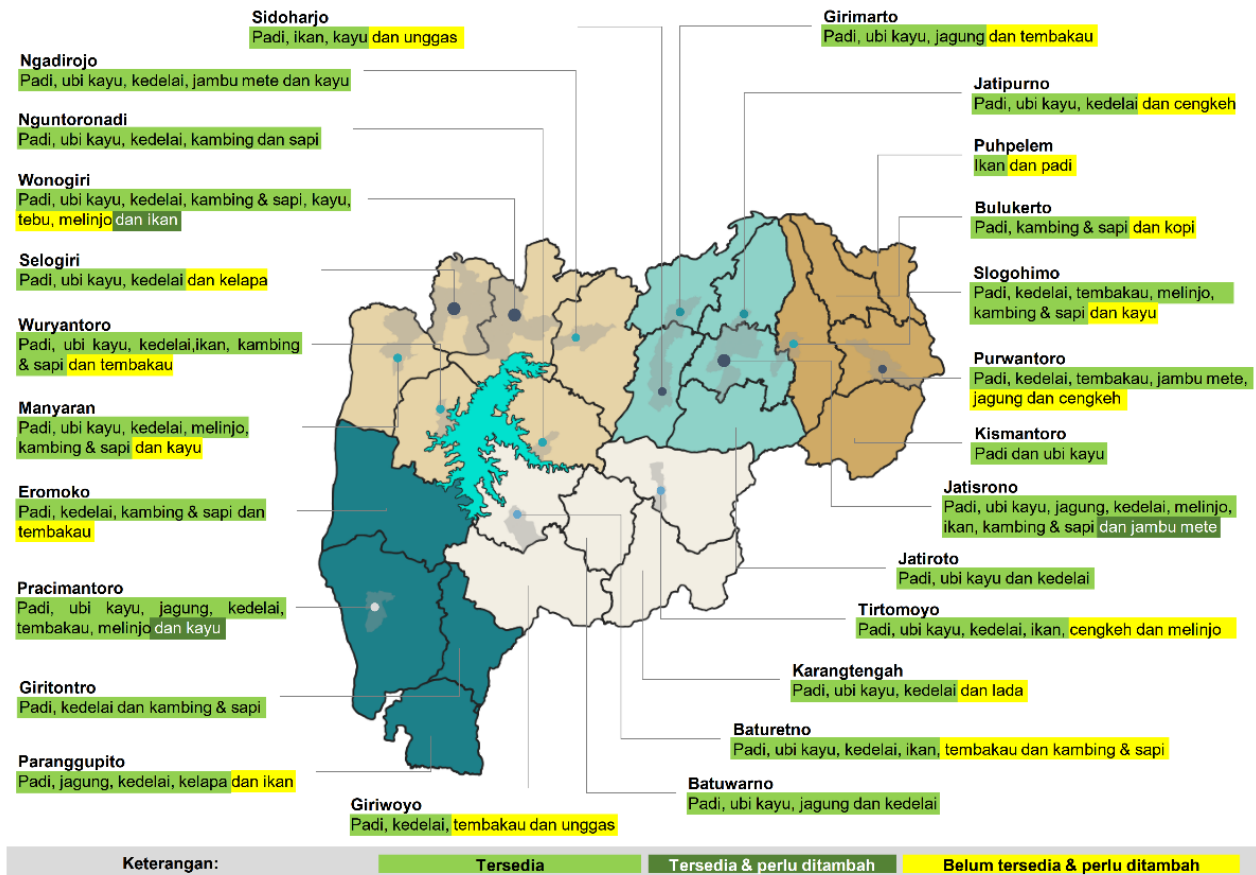 Sidoharjo
Padi, ikan, kayu dan unggas
Ngadirojo
Padi, ubi kayu, kedelai, jambu mete dan kayu
Nguntoronadi
Padi, ubi kayu, kedelai, kambing dan sapi
Wonogiri
Padi, ubi kayu, kedelai, kambing & sapi, kayu,
tebu, melinjo dan ikan
Selogiri
Padi, ubi kayu, kedelai dan kelapa
Wuryantoro
Padi, ubi kayu, kedelai,ikan, kambing
& sapi dan tembakau
Manyaran
Padi, ubi kayu, kedelai, melinjo,
kambing & sapi dan kayu
Eromoko
Padi, kedelai, kambing & sapi dan
tembakau
Pracimantoro
Padi, ubi kayu, jagung, kedelai,
tembakau, melinjo dan kayu
Giritontro
Padi, kedelai dan kambing & sapi
Paranggupito
Padi, jagung, kedelai, kelapa dan ikan
Giriwoyo
Padi, kedelai, tembakau dan unggas
Girimarto
Padi, ubi kayu, jagung dan tembakau
Jatipurno
Padi, ubi kayu, kedelai dan cengkeh
Puhpelem
Ikan dan padi
Bulukerto
Padi, kambing & sapi dan kopi
Slogohimo
Padi, kedelai, tembakau, melinjo,
kambing & sapi dan kayu
Purwantoro
Padi, kedelai, tembakau, jambu mete,
jagung dan cengkeh
Kismantoro
Padi dan ubi kayu
Jatisrono
Padi, ubi kayu, jagung, kedelai, melinjo,
ikan, kambing & sapi dan jambu mete
Jatiroto
Padi, ubi kayu dan kedelai
Tirtomoyo
Padi, ubi kayu, kedelai, ikan, cengkeh dan melinjo
Karangtengah
Padi, ubi kayu, kedelai dan lada
Baturetno
Padi, ubi kayu, kedelai, ikan, tembakau dan kambing & sapi
Batuwarno
Padi, ubi kayu, jagung dan kedelai
Keterangan:
Tersedia
Tersedia & perlu ditambah
Belum tersedia & perlu ditambah